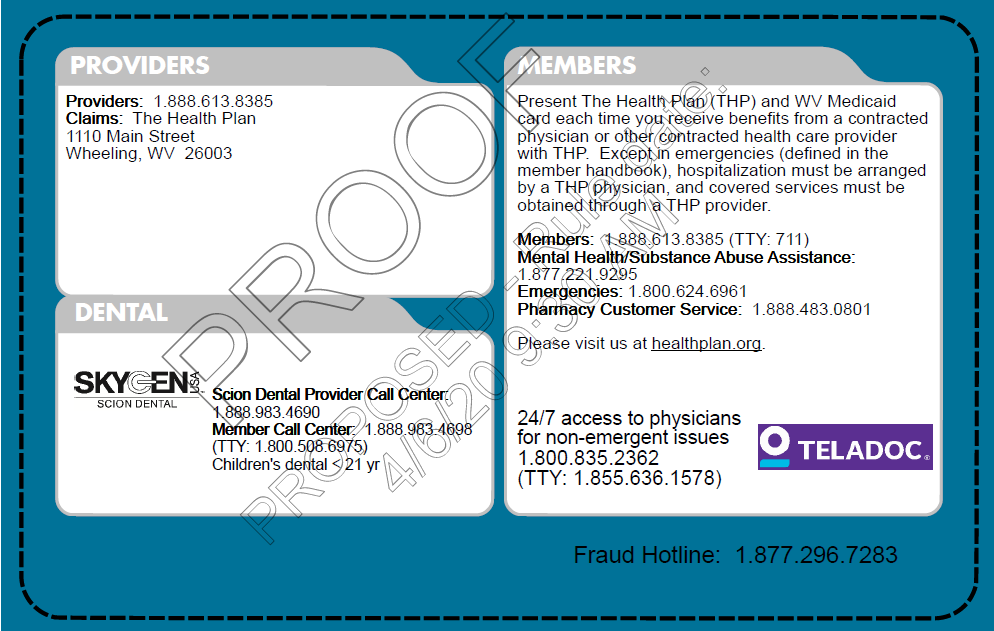 PROVIDERS
Providers: 1.888.613.8385
Claims: The Health Plan
1110 Main Street
Wheeling, WV 26003
DENTAL
SKYGEN USA
SCION DENTAL
Scion Dental Provider Call Center:
1.888.983.4690
Member Call Center: 1.888.983.4698
(TTY: 1.800.508.6975)
Children's dental < 21 yr
MEMBERS
Present The Health Plan (THP) and WV Medicaid
card each time you receive benefits from a contracted
physician or other contracted health care provider
with THP. Except in emergencies (defined in the
member handbook), hospitalization must be arranged
by a THP physician, and covered services must be
obtained through a THP provider.
Members: 1.888.613.8385 (TTY: 711)
Mental Health/Substance Abuse Assistance:
1.877.221.9295
Emergencies: 1.800.624.6961
Pharmacy Customer Service: 1.888.483.0801
Please visit us at healthplan.org.
24/7 access to physicians
for non-emergent issues
1.800.835.2362
(TTY: 1.855.636.1578)
TELADOC®
Fraud Hotline: 1.877.296.7283
PROOF
PROPOSED - Rule date:
4/6/20 9:30 AM